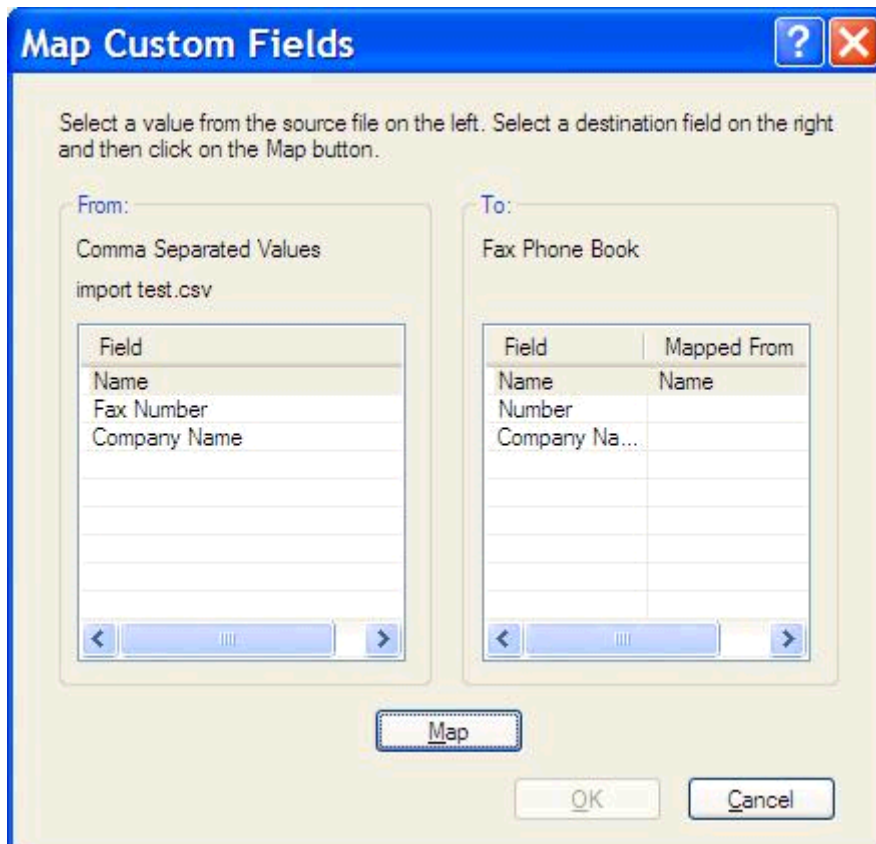 Map Custom Fields
Select a value from the source file on the left. Select a destination field on the right
and then click on the Map button.
From:
Comma Separated Values
import test.csv
Field
Name
Fax Number
Company Name
To:
Fax Phone Book
Field Mapped From
Name Name
Number
Company Na...
Map
OK Cancel